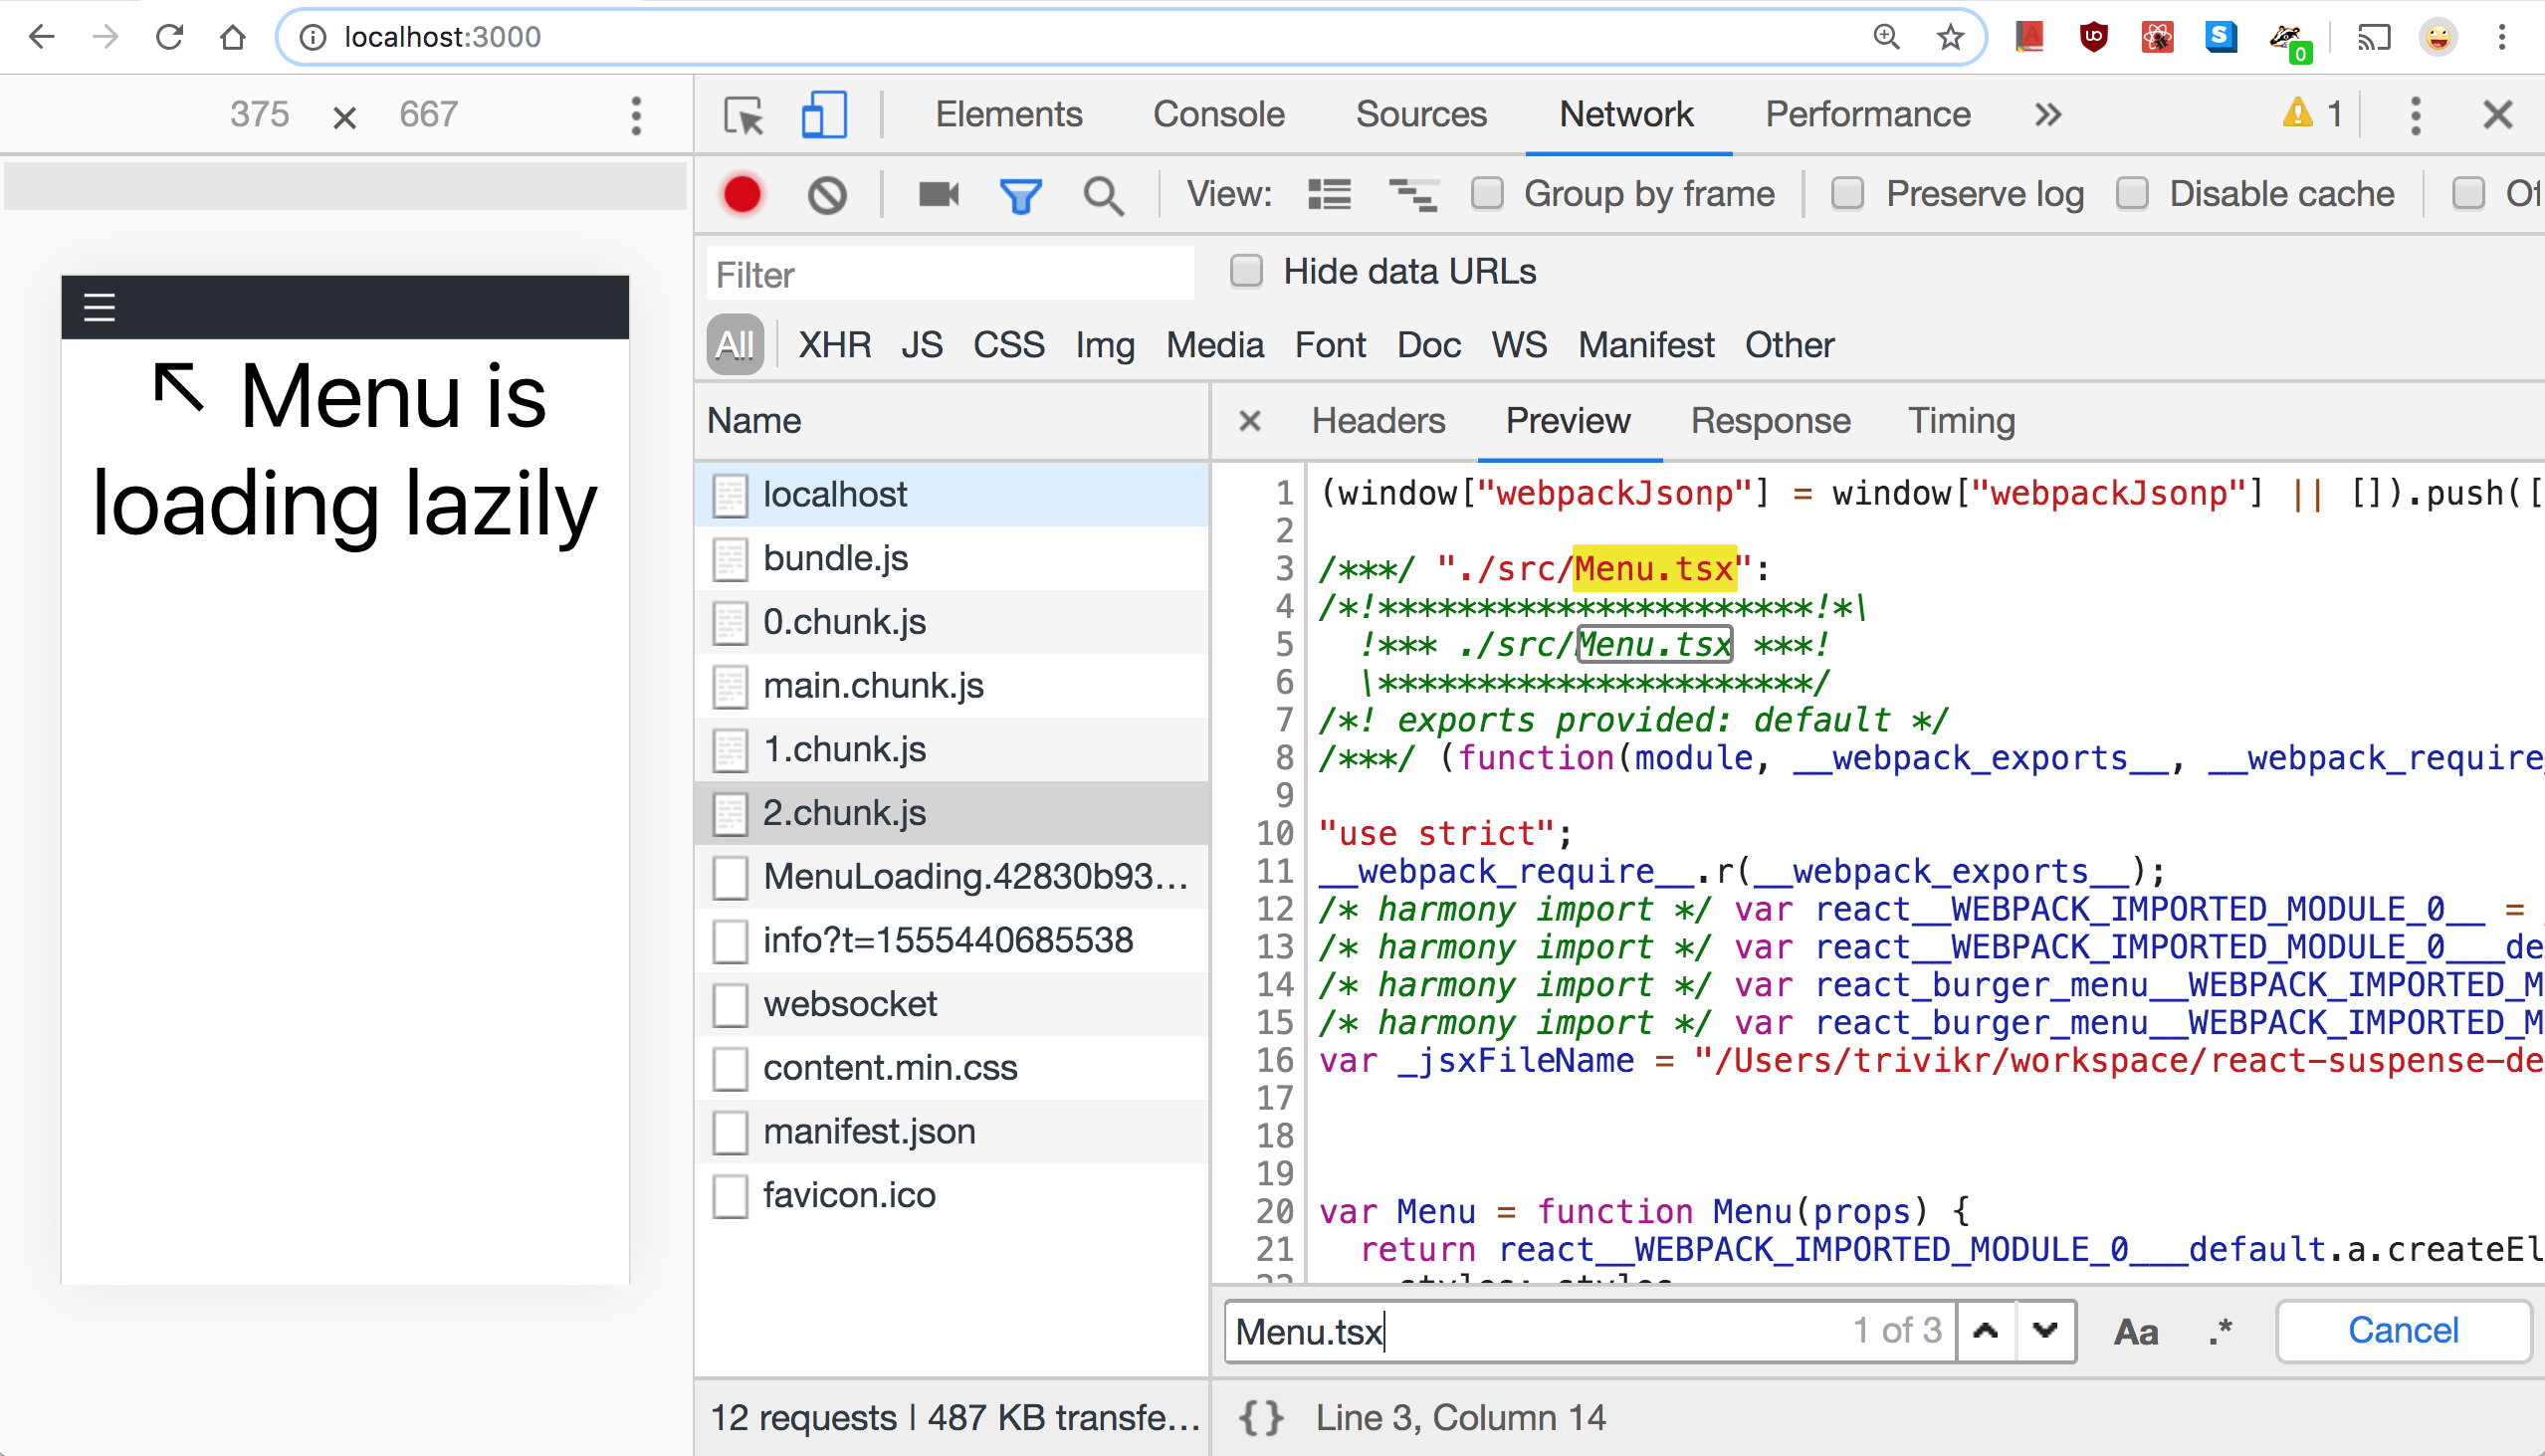 localhost:3000
0
375 × 667
Elements Console Sources Network Performance » 1
View: Group by frame Preserve log Disable cache
Filter Hide data URLs
All XHR JS CSS Img Media Font Doc WS Manifest Other
↖ Menu is
loading lazily
Name
localhost
bundle.js
0.chunk.js
main.chunk.js
1.chunk.js
2.chunk.js
MenuLoading.42830b93...
info?t=1555440685538
websocket
content.min.css
manifest.json
favicon.ico
12 requests | 487 KB transfe...
× Headers Preview Response Timing
1 (window["webpackJsonp"] = window["webpackJsonp"] || []).push([
2
3 /***/ "./src/Menu.tsx":
4 /*!**********************!*\
5 !*** ./src/Menu.tsx ***!
6 \**********************/
7 /*! exports provided: default */
8 /***/ (function(module, __webpack_exports__, __webpack_require_
9
10 "use strict";
11 __webpack_require__.r(__webpack_exports__);
12 /* harmony import */ var react__WEBPACK_IMPORTED_MODULE_0__ =
13 /* harmony import */ var react__WEBPACK_IMPORTED_MODULE_0___de
14 /* harmony import */ var react_burger_menu__WEBPACK_IMPORTED_M
15 /* harmony import */ var react_burger_menu__WEBPACK_IMPORTED_M
16 var _jsxFileName = "/Users/trivikr/workspace/react-suspense-de
17
18
19
20 var Menu = function Menu(props) {
21 return react__WEBPACK_IMPORTED_MODULE_0___default.a.createEl
22 styles: styles
Menu.tsx 1 of 3 Aa .* Cancel
{} Line 3, Column 14